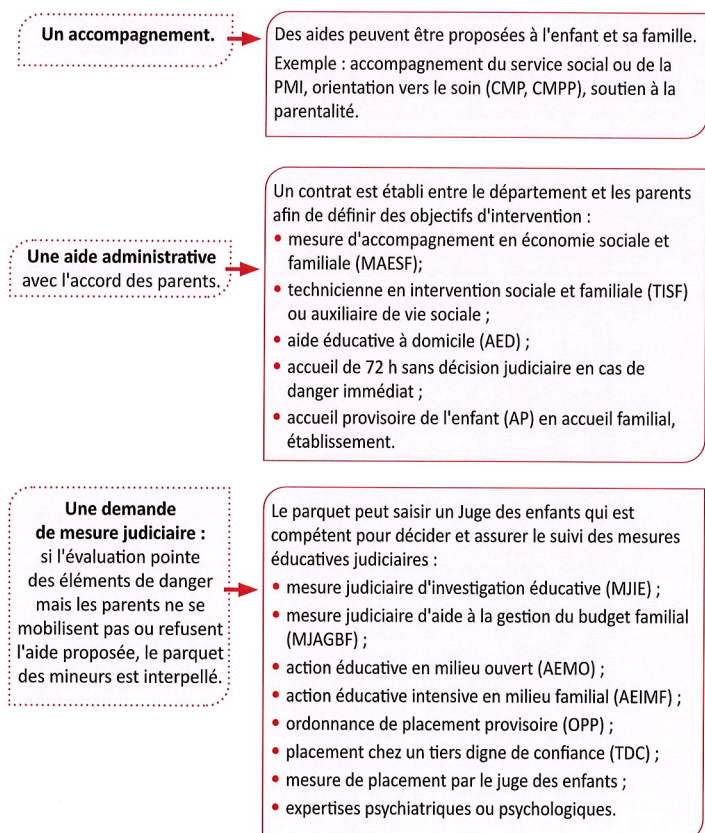 Un accompagnement.
Des aides peuvent être proposées à l'enfant et sa famille.
Exemple : accompagnement du service social ou de la
PMI, orientation vers le soin (CMP, CMPP), soutien à la
parentalité.
Une aide administrative
avec l'accord des parents.
Un contrat est établi entre le département et les parents
afin de définir des objectifs d'intervention :
• mesure d'accompagnement en économie sociale et
familiale (MAESF);
• technicienne en intervention sociale et familiale (TISF)
ou auxiliaire de vie sociale ;
• aide éducative à domicile (AED) ;
• accueil de 72 h sans décision judiciaire en cas de
danger immédiat ;
• accueil provisoire de l'enfant (AP) en accueil familial,
établissement.
Une demande
de mesure judiciaire :
si l'évaluation pointe
des éléments de danger
mais les parents ne se
mobilisent pas ou refusent
l'aide proposée, le parquet
des mineurs est interpellé.
Le parquet peut saisir un Juge des enfants qui est
compétent pour décider et assurer le suivi des mesures
éducatives judiciaires :
• mesure judiciaire d'investigation éducative (MJIE) ;
• mesure judiciaire d'aide à la gestion du budget familial
(MJAGBF) ;
• action éducative en milieu ouvert (AEMO) ;
• action éducative intensive en milieu familial (AEIMF) ;
• ordonnance de placement provisoire (OPP) ;
• placement chez un tiers digne de confiance (TDC) ;
• mesure de placement par le juge des enfants ;
• expertises psychiatriques ou psychologiques.